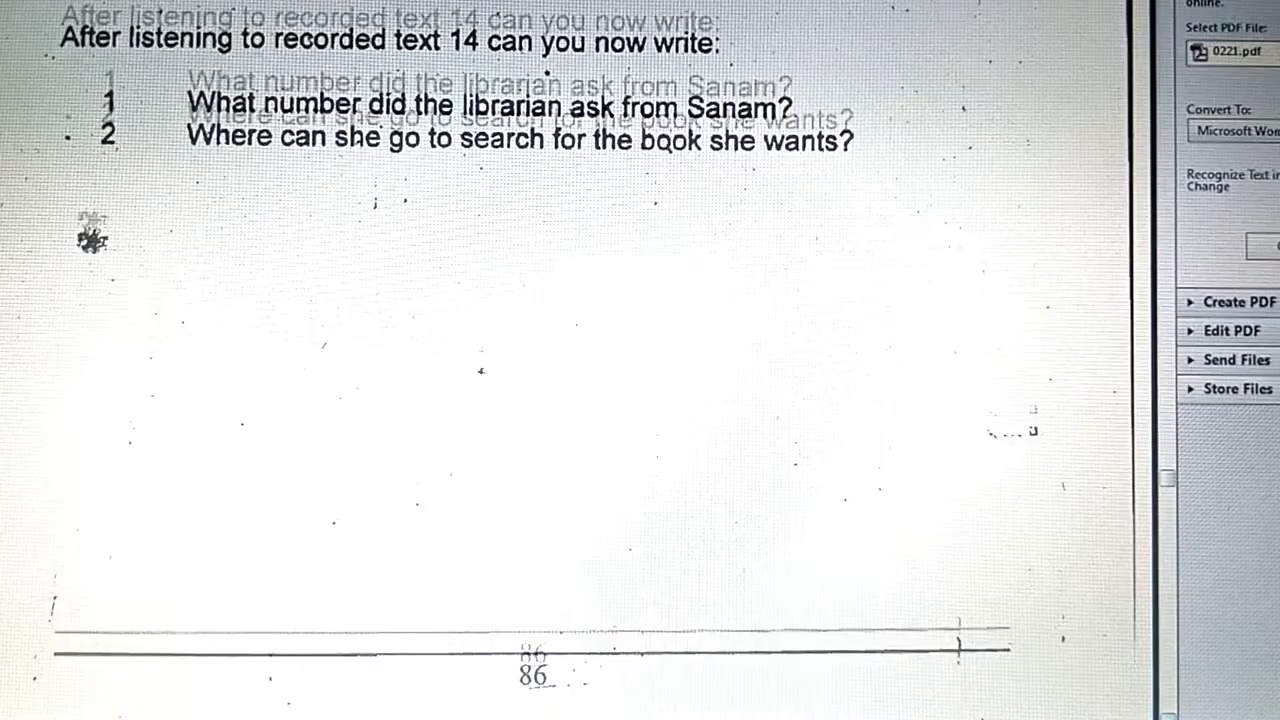 After listening to recorded text 14 can you now write:
1 What number did the librarian ask from Sanam?
2 Where can she go to search for the book she wants?
86
online.
Select PDF File:
0221.pdf
Convert To:
Microsoft Wor
Recognize Text in
Change
Create PDF
Edit PDF
Send Files
Store Files